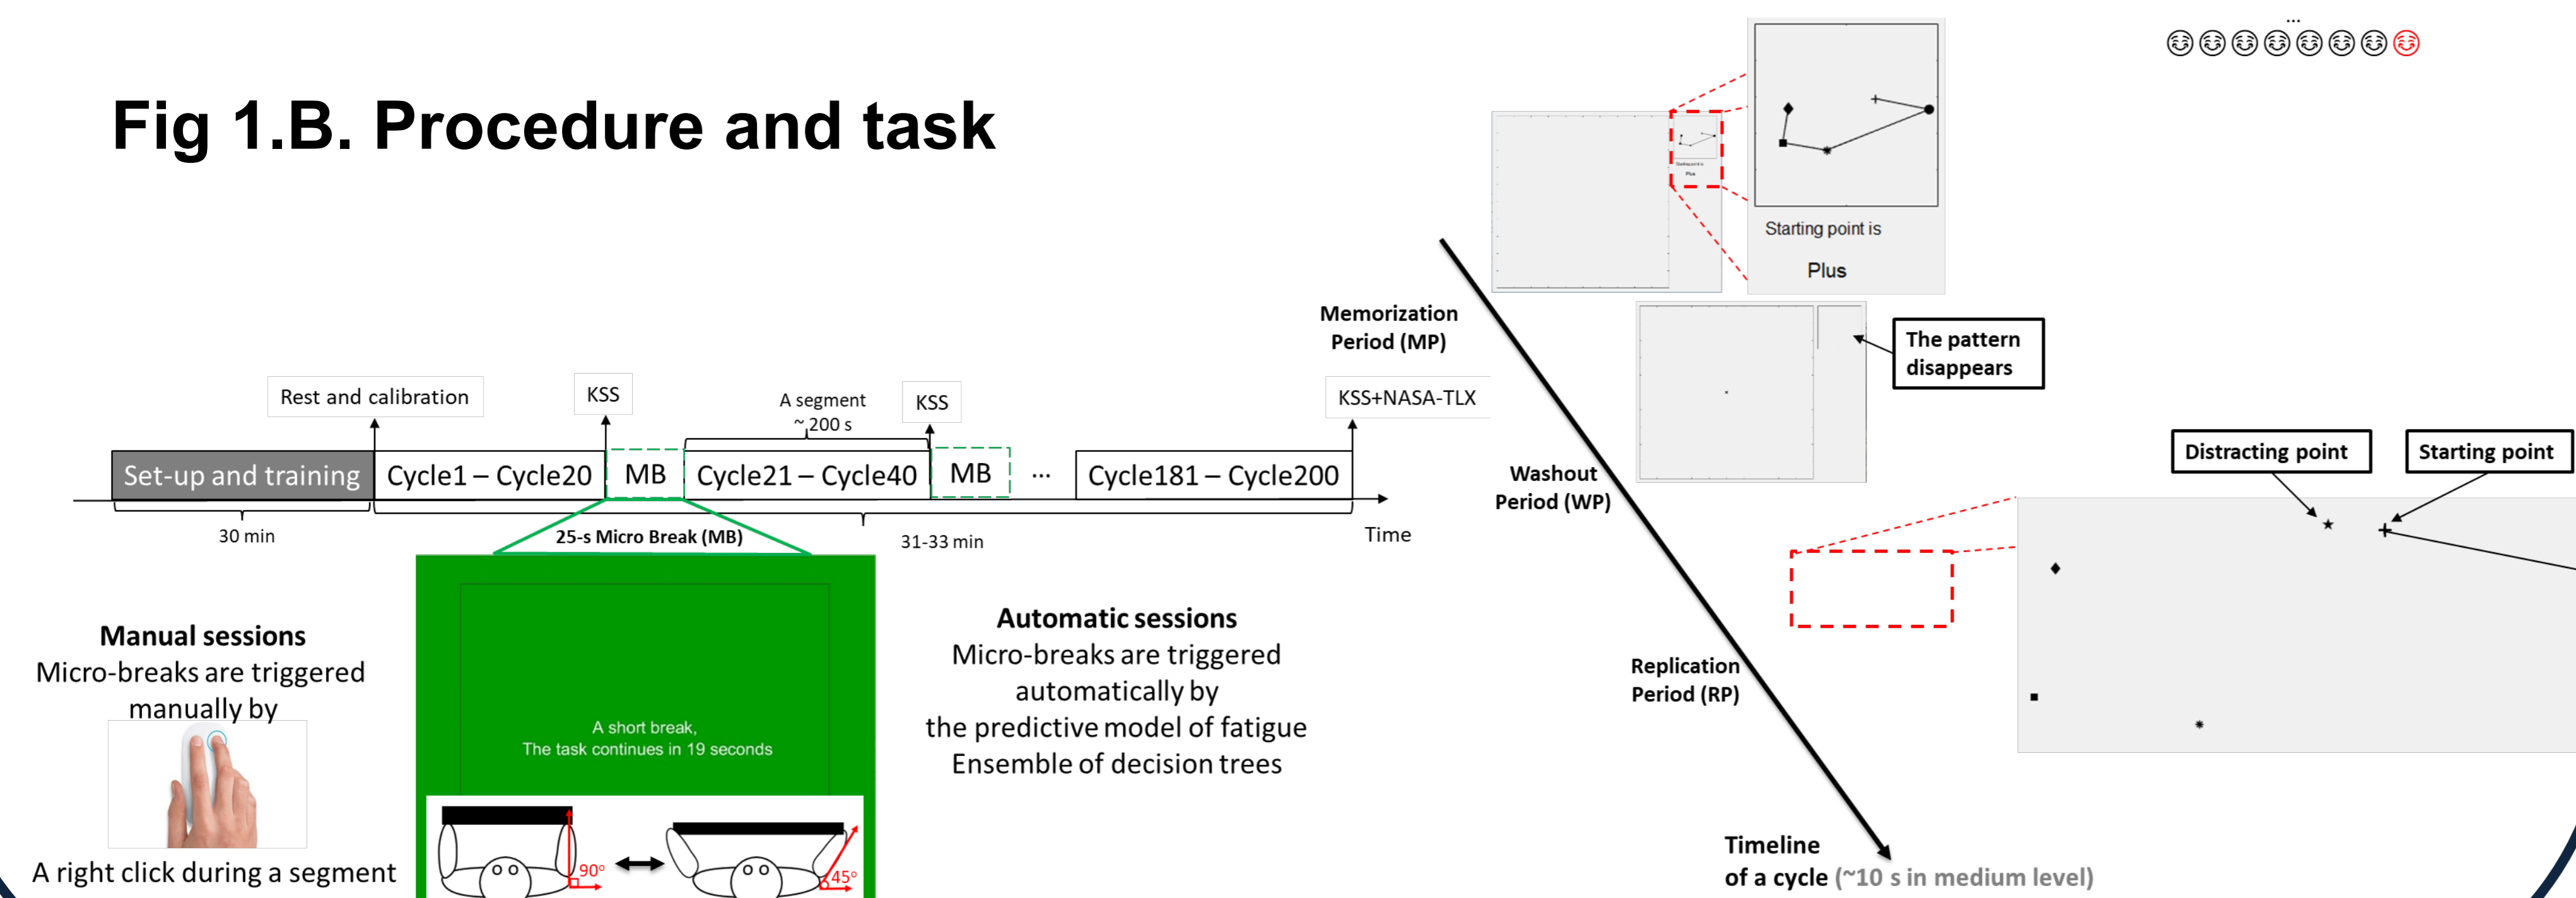 ...
Fig 1.B. Procedure and task
Starting point is
Plus
Starting point is
Plus
Memorization
Period (MP)
The pattern
disappears
Rest and calibration
KSS
A segment
~ 200 s
KSS
KSS+NASA-TLX
Distracting point
Starting point
Set-up and training
Cycle1 – Cycle20
MB
Cycle21 – Cycle40
MB
...
Cycle181 – Cycle200
Washout
Period (WP)
30 min
25-s Micro Break (MB)
31-33 min
Time
Manual sessions
Micro-breaks are triggered
manually by
A right click during a segment
A short break,
The task continues in 19 seconds
90°
45°
Automatic sessions
Micro-breaks are triggered
automatically by
the predictive model of fatigue
Ensemble of decision trees
Replication
Period (RP)
Timeline
of a cycle (~10 s in medium level)